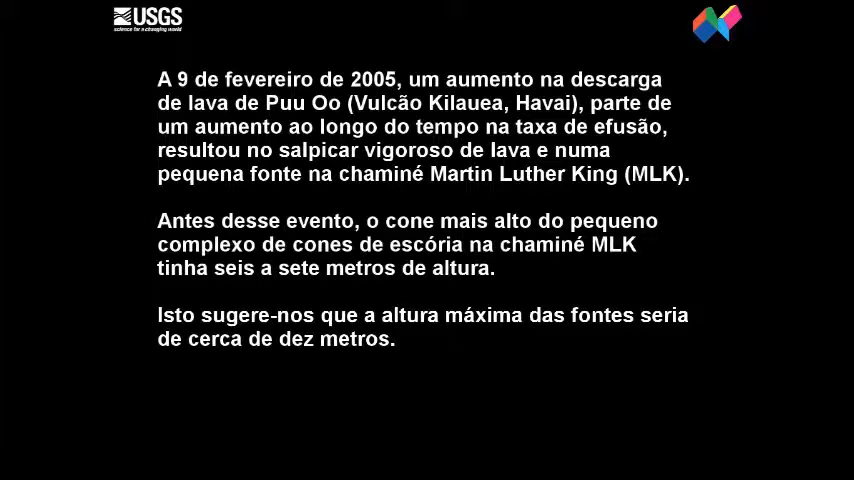 USGS
science for a changing world
A 9 de fevereiro de 2005, um aumento na descarga
de lava de Puu Oo (Vulcão Kilauea, Havai), parte de
um aumento ao longo do tempo na taxa de efusão,
resultou no salpicar vigoroso de lava e numa
pequena fonte na chaminé Martin Luther King (MLK).
Antes desse evento, o cone mais alto do pequeno
complexo de cones de escória na chaminé MLK
tinha seis a sete metros de altura.
Isto sugere-nos que a altura máxima das fontes seria
de cerca de dez metros.